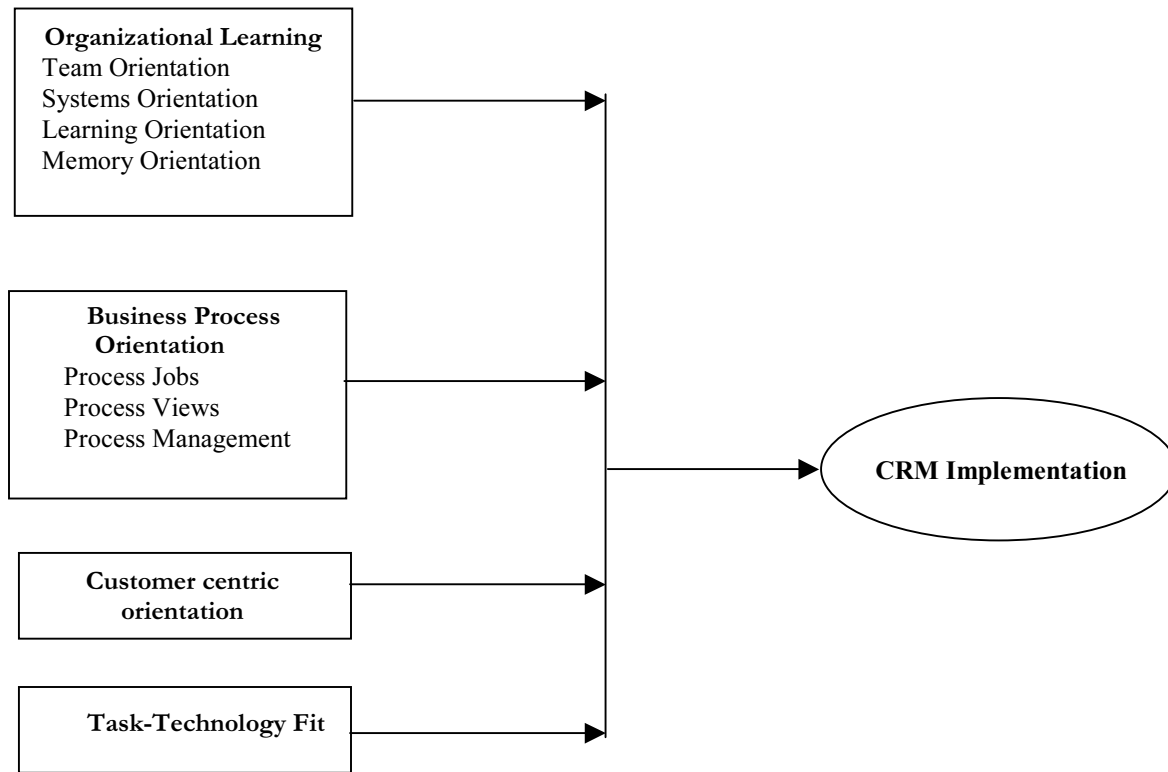 Organizational Learning
Team Orientation
Systems Orientation
Learning Orientation
Memory Orientation
Business Process
Orientation
Process Jobs
Process Views
Process Management
CRM Implementation
Customer centric
orientation
Task-Technology Fit